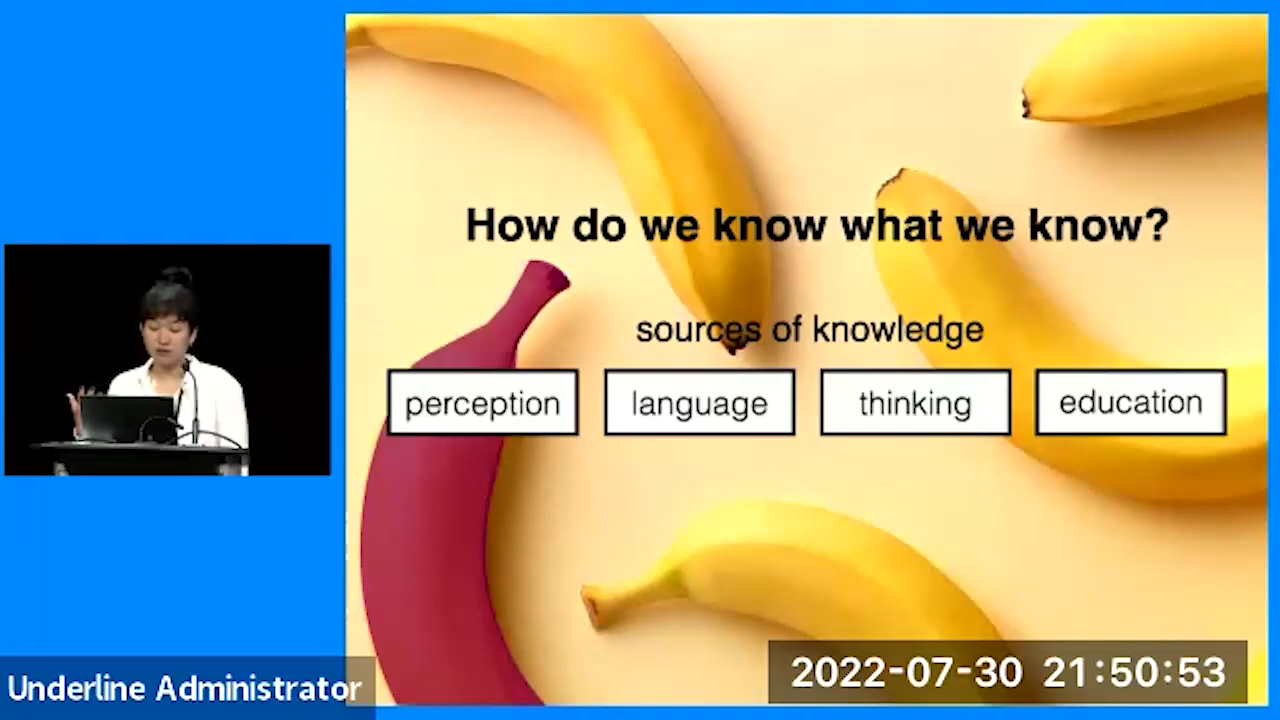 How do we know what we know?
sources of knowledge
perception
language
thinking
education
2022-07-30 21:50:53
Underline Administrator